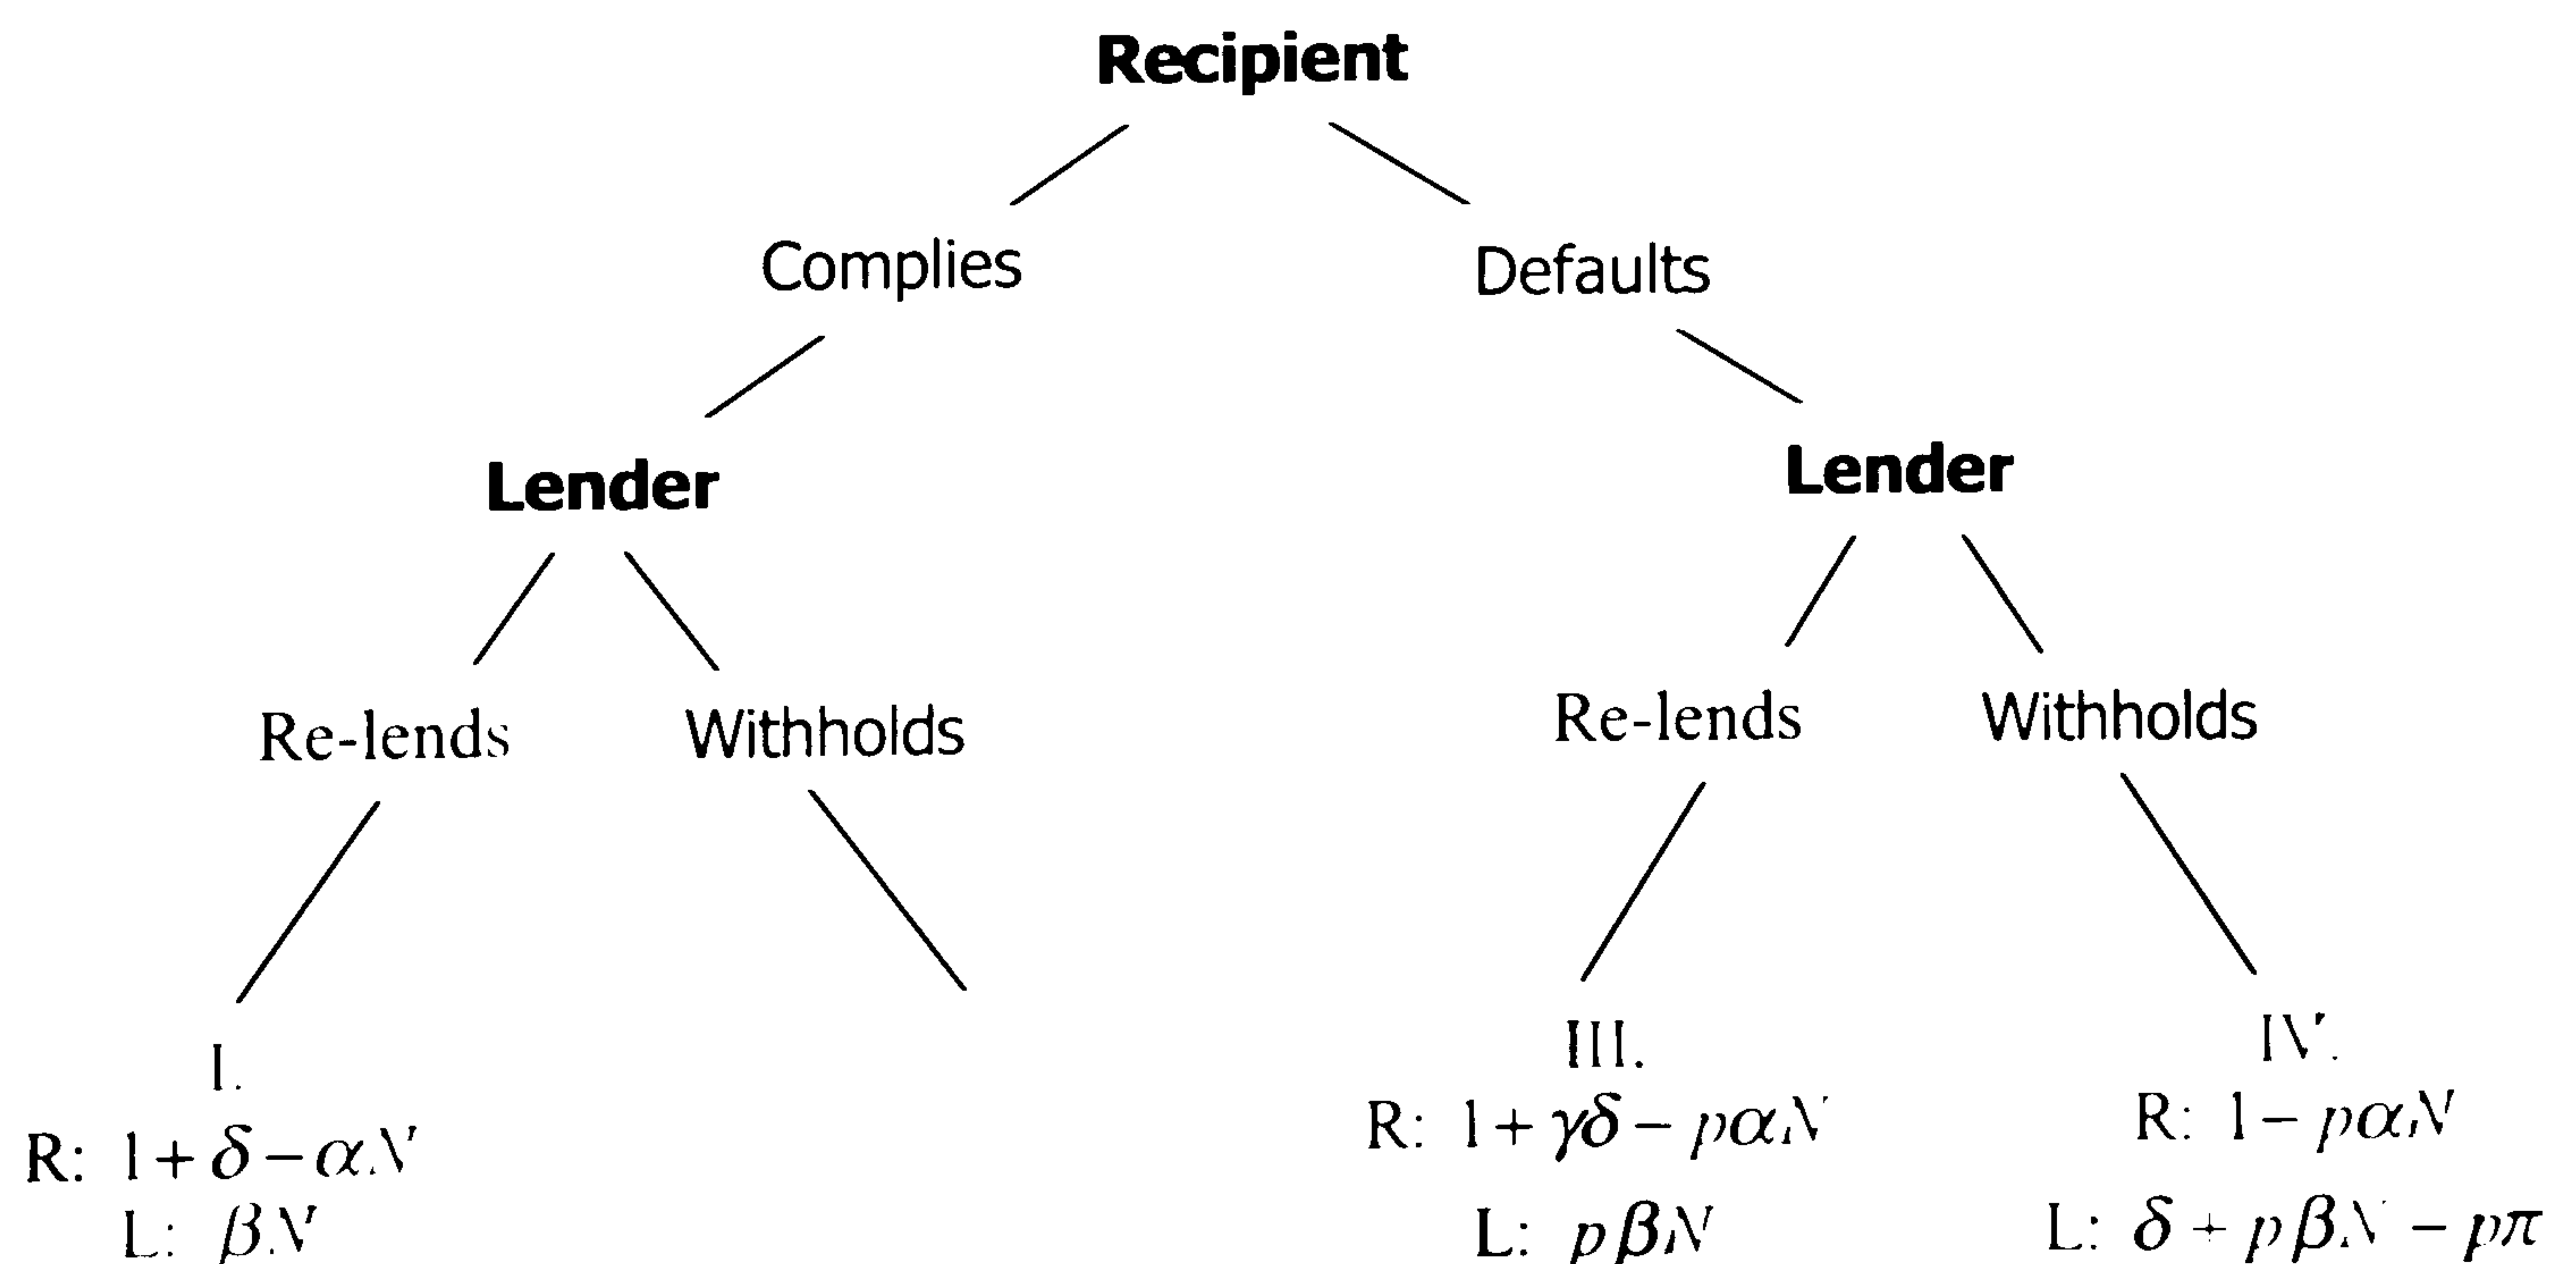 Recipient
Complies Defaults
Lender Lender
Re-lends Withholds Re-lends Withholds
I. III. IV.
R: 1 + δ − αN R: 1 + γδ − pαN R: 1 − pαN
L: βN L: pβN L: δ + pβN − pπ